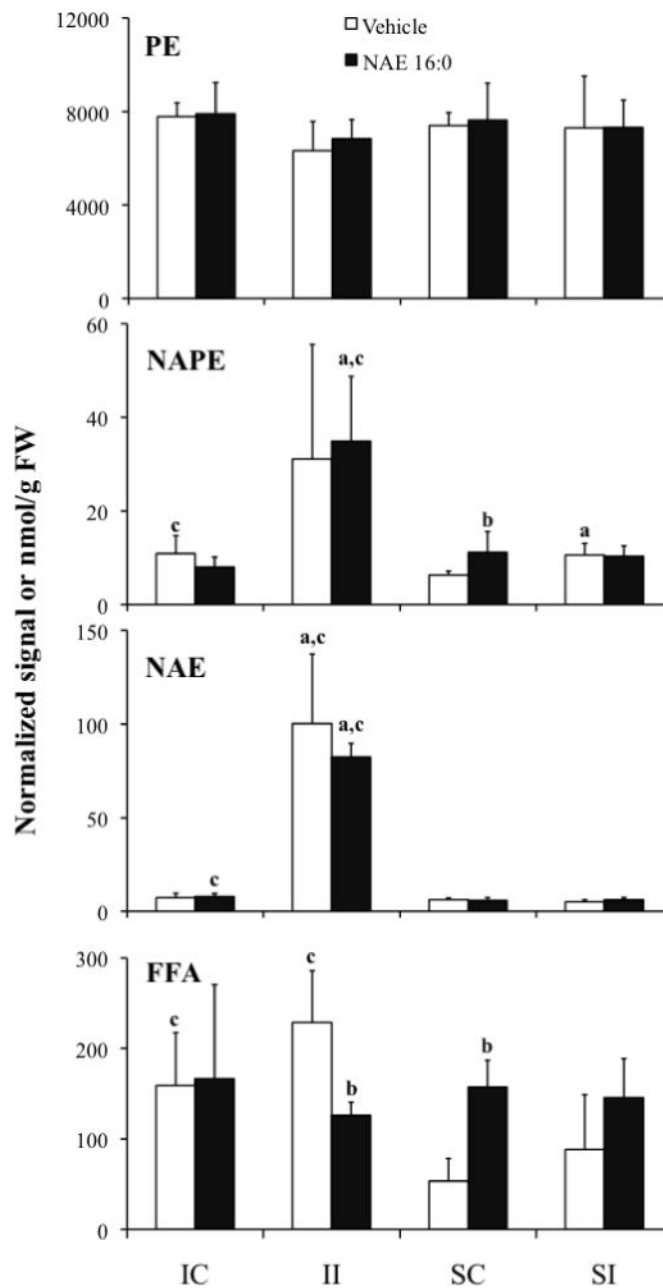 12000
PE
Vehicle
NAE 16:0
8000
4000
0
60
NAPE
a,c
40
20
c
b
a
0
150
NAE
a,c
a,c
100
50
c
0
300
FFA
c
c
b
b
200
100
0
IC II SC SI
Normalized signal or nmol/g FW